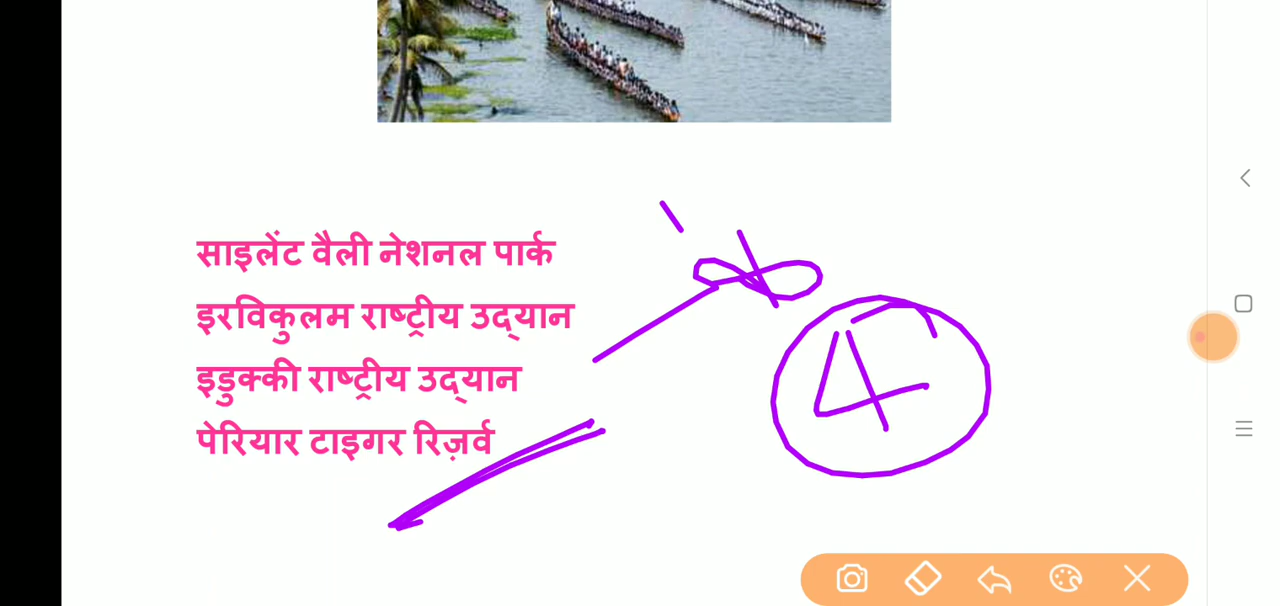 साइलेंट वैली नेशनल पार्क
इरविकुलम राष्ट्रीय उद्यान
4
इडुक्की राष्ट्रीय उद्यान
पेरियार टाइगर रिज़र्व